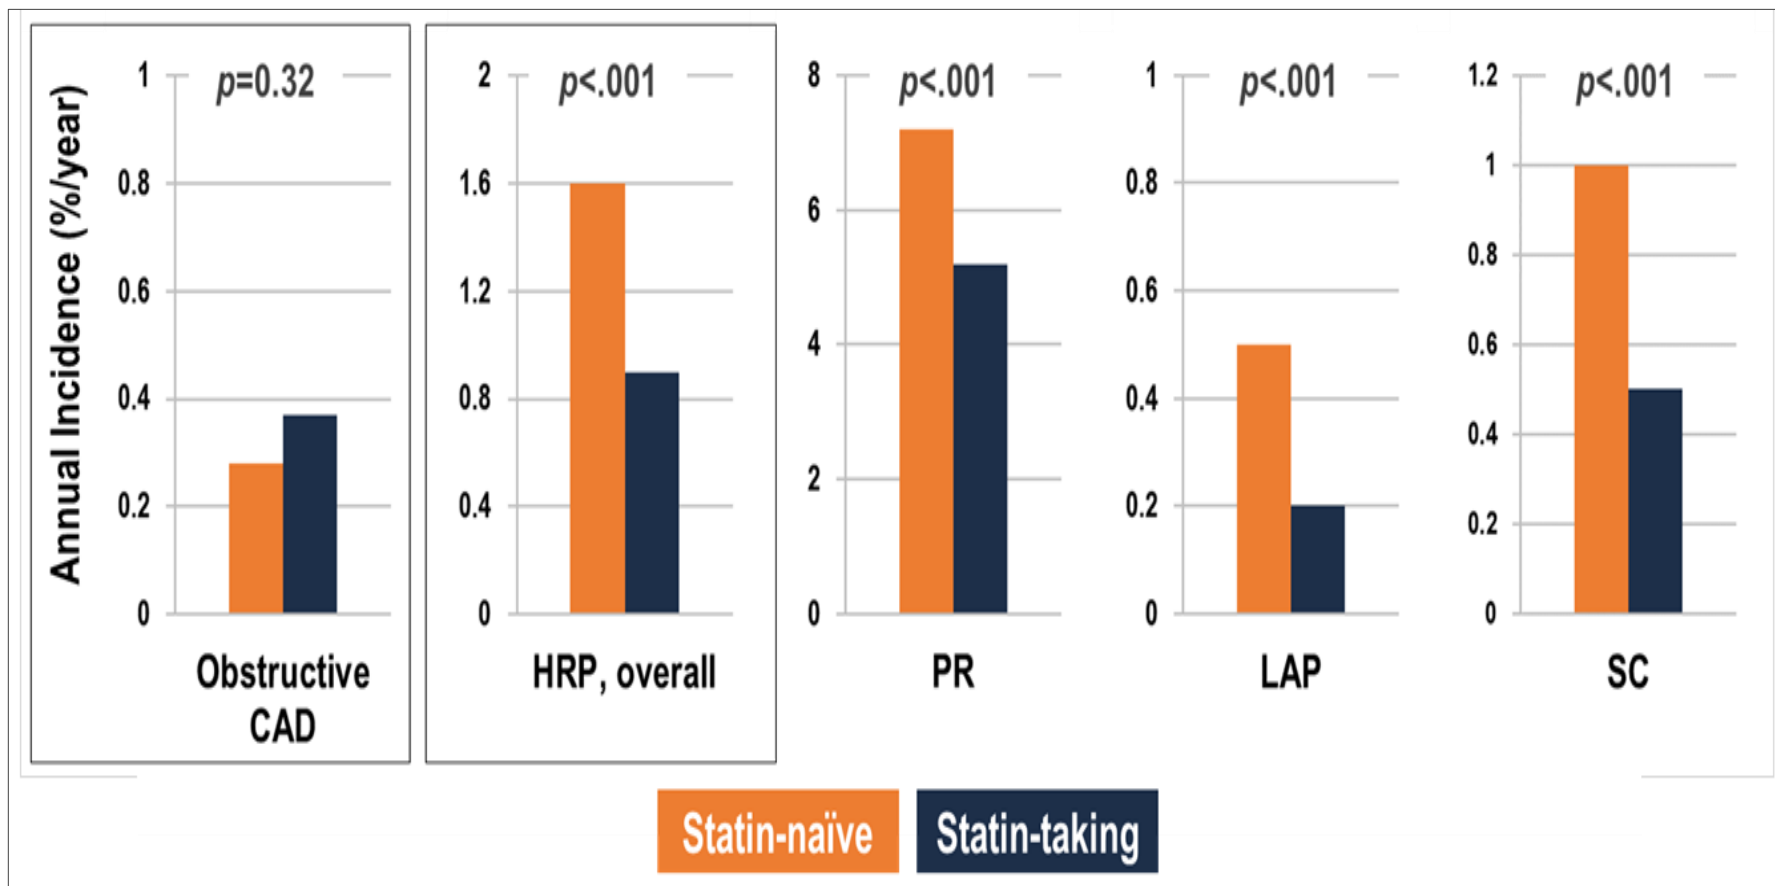 Annual Incidence (%/year)
p=0.32
1
0.8
0.6
0.4
0.2
0
Obstructive
CAD
p<.001
2
1.6
1.2
0.8
0.4
0
HRP, overall
p<.001
8
6
4
2
0
PR
p<.001
1
0.8
0.6
0.4
0.2
0
LAP
p<.001
1.2
1
0.8
0.6
0.4
0.2
0
SC
Statin-naïve
Statin-taking